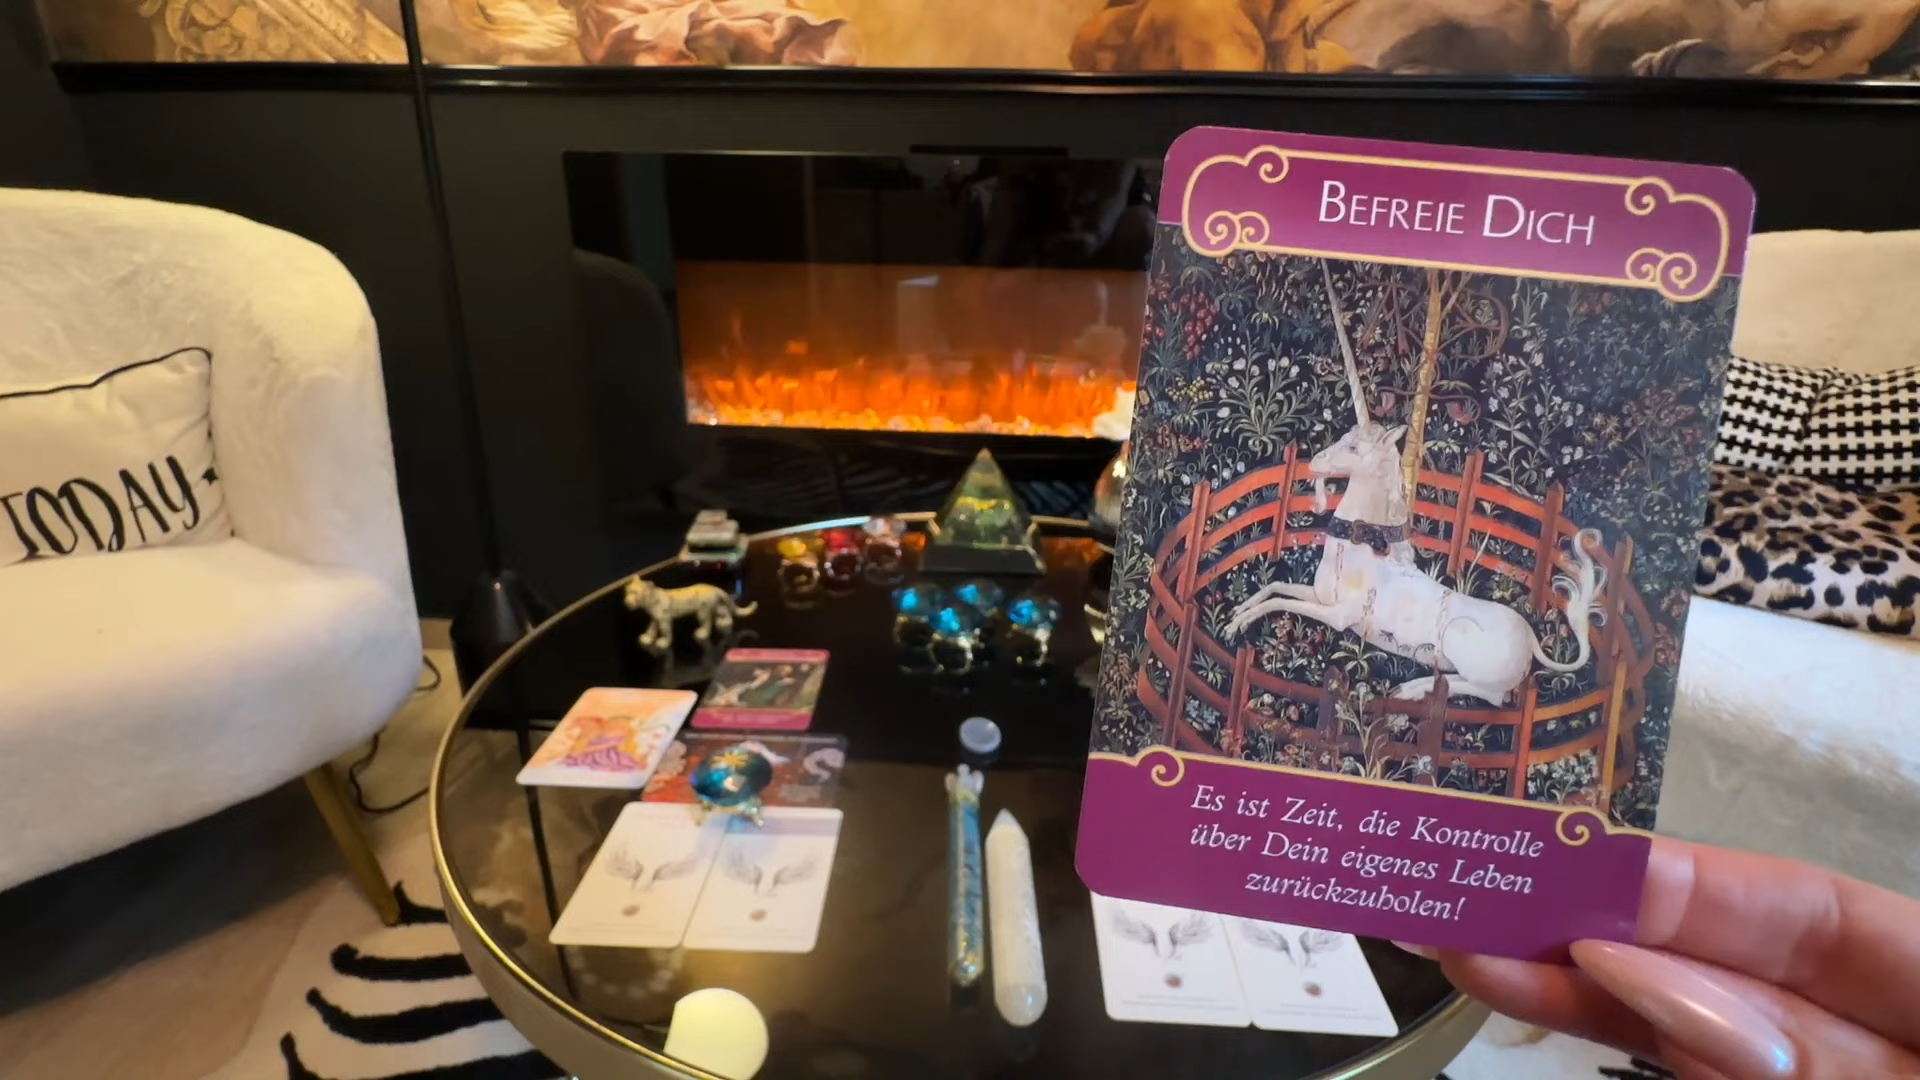 BEFREIE DICH
TODAY
Es ist Zeit, die Kontrolle
über Dein eigenes Leben
zurückzuholen!